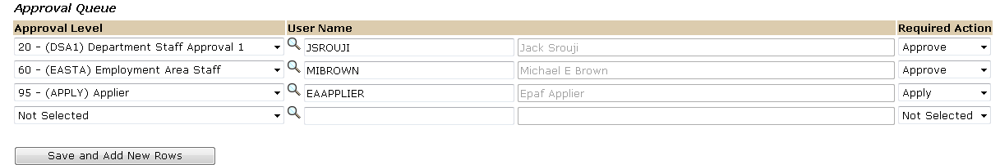 Approval Queue
Approval Level User Name Required Action
20 - (DSA1) Department Staff Approval 1 JSROUJI Jack Srouji Approve
60 - (EASTA) Employment Area Staff MIBROWN Michael E Brown Approve
95 - (APPLY) Applier EAAPPLIER Epaf Applier Apply
Not Selected Not Selected
Save and Add New Rows